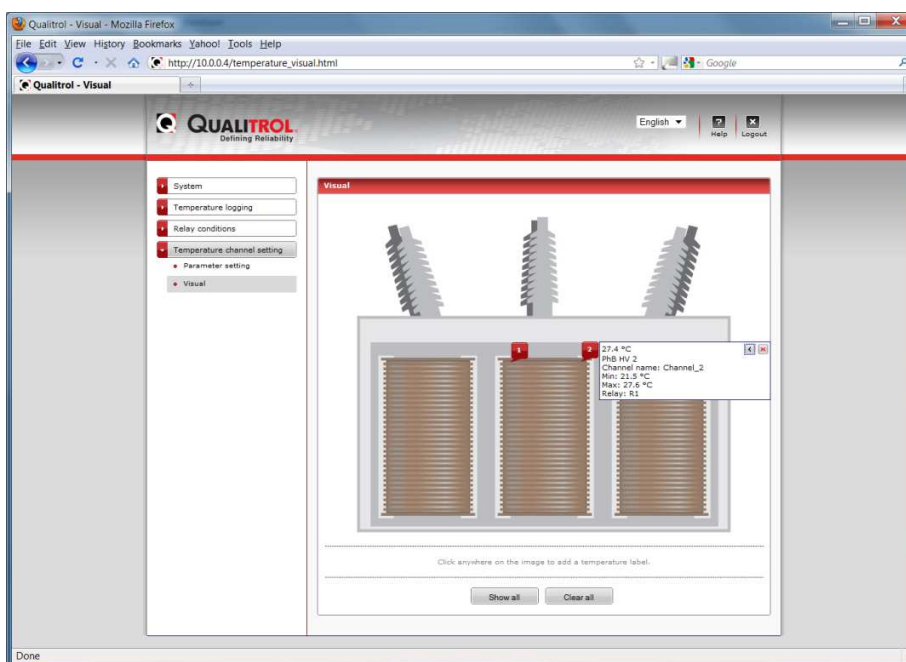 Qualitrol - Visual - Mozilla Firefox
File Edit View History Bookmarks Yahoo! Tools Help
http://10.0.0.4/temperature_visual.html
Google
Qualitrol - Visual
QUALITROL
Defining Reliability
English
Help
Logout
System
Temperature logging
Relay conditions
Temperature channel setting
Parameter setting
Visual
Visual
1
2
27.4 °C
PhB HV 2
Channel name: Channel_2
Min: 21.5 °C
Max: 27.6 °C
Relay: R1
Click anywhere on the image to add a temperature label.
Show all
Clear all
Done